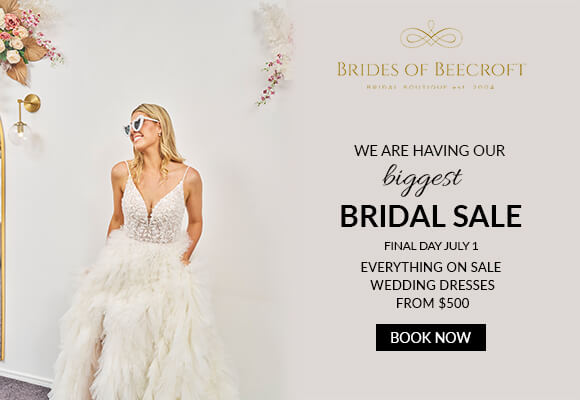 BRIDES OF BEECROFT
BRIDAL BOUTIQUE est. 2004
WE ARE HAVING OUR
biggest
BRIDAL SALE
FINAL DAY JULY 1
EVERYTHING ON SALE
WEDDING DRESSES
FROM $500
BOOK NOW